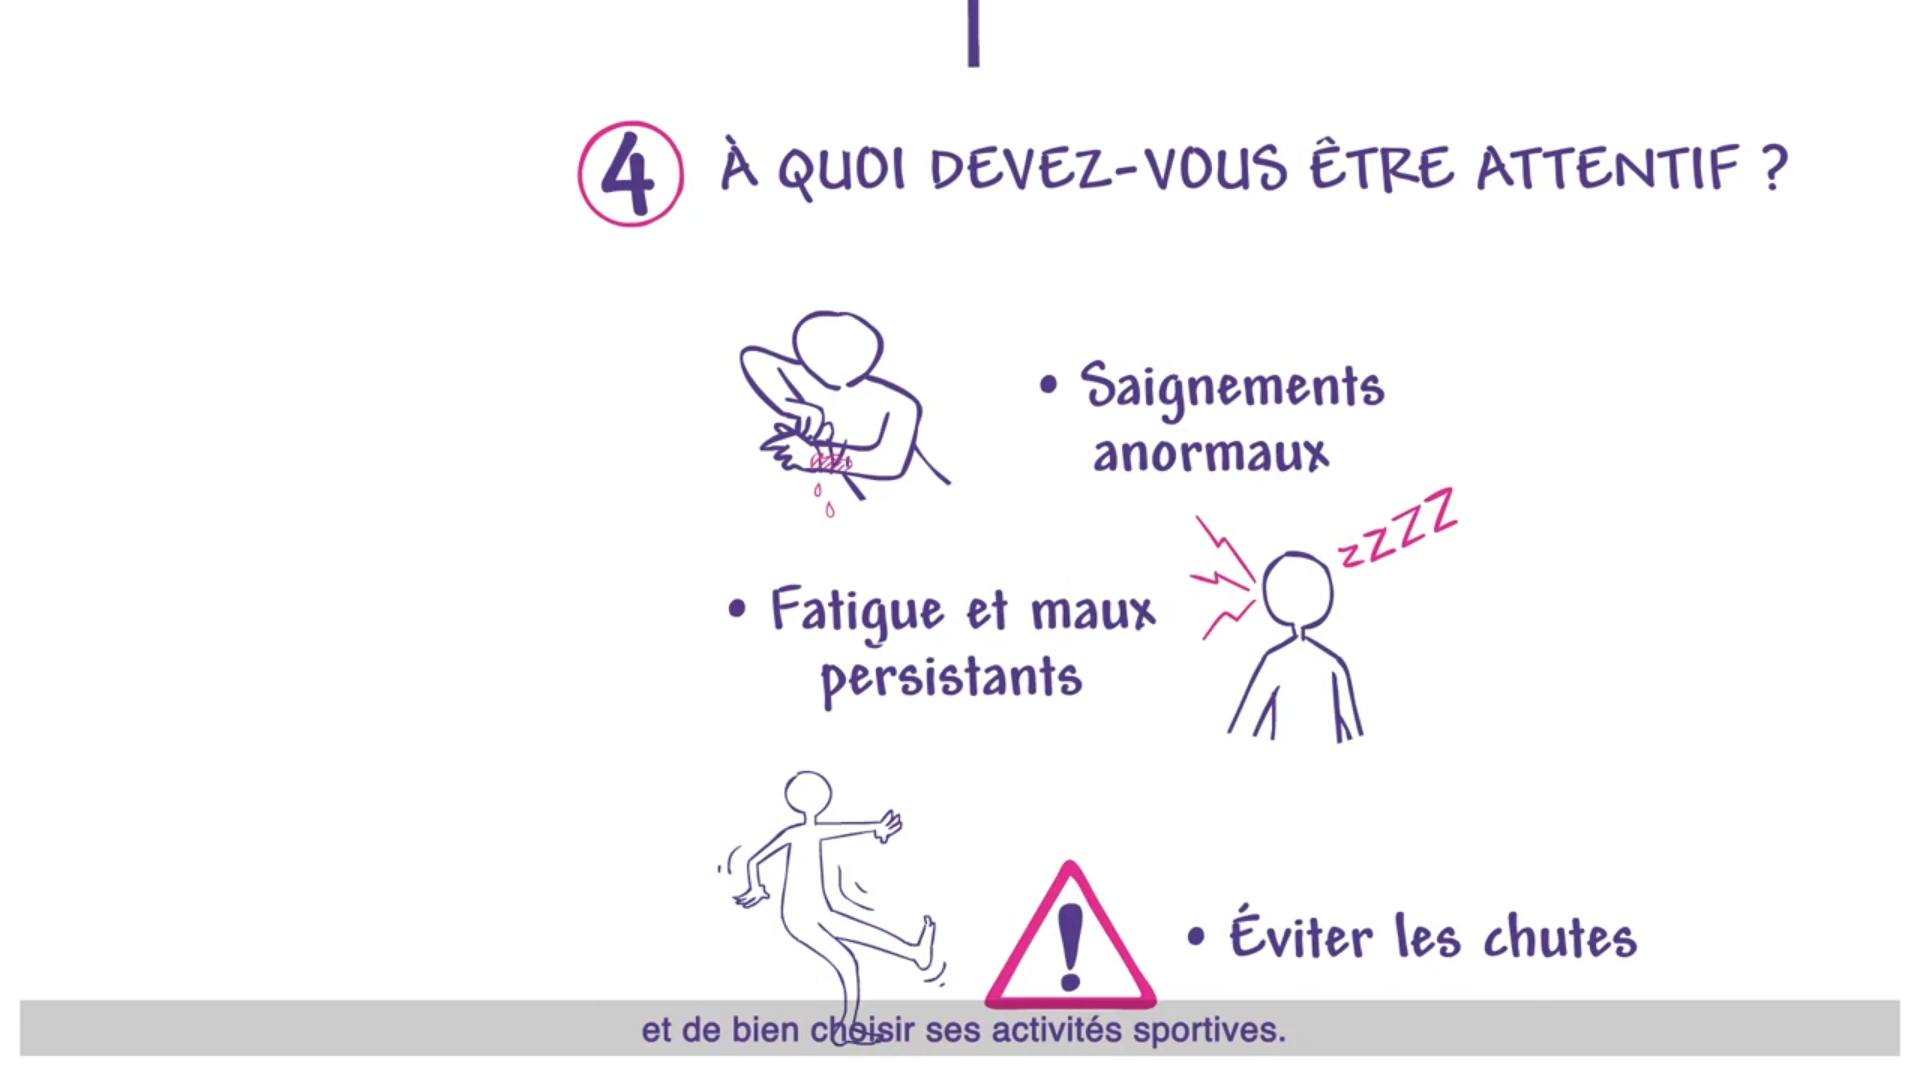 4 À QUOI DEVEZ-VOUS ÊTRE ATTENTIF ?
• Saignements
anormaux
zzZZ
• Fatigue et maux
persistants
!
• Éviter les chutes
et de bien choisir ses activités sportives.